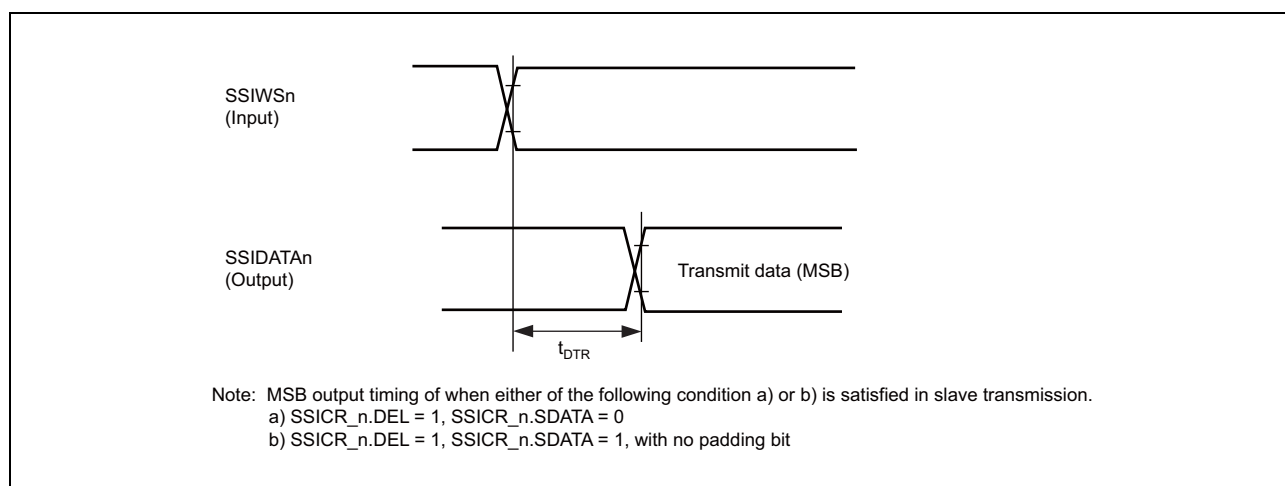 SSIWSn
(Input)
SSIDATAn
(Output)
Transmit data (MSB)
tDTR
Note: MSB output timing of when either of the following condition a) or b) is satisfied in slave transmission.
a) SSICR_n.DEL = 1, SSICR_n.SDATA = 0
b) SSICR_n.DEL = 1, SSICR_n.SDATA = 1, with no padding bit